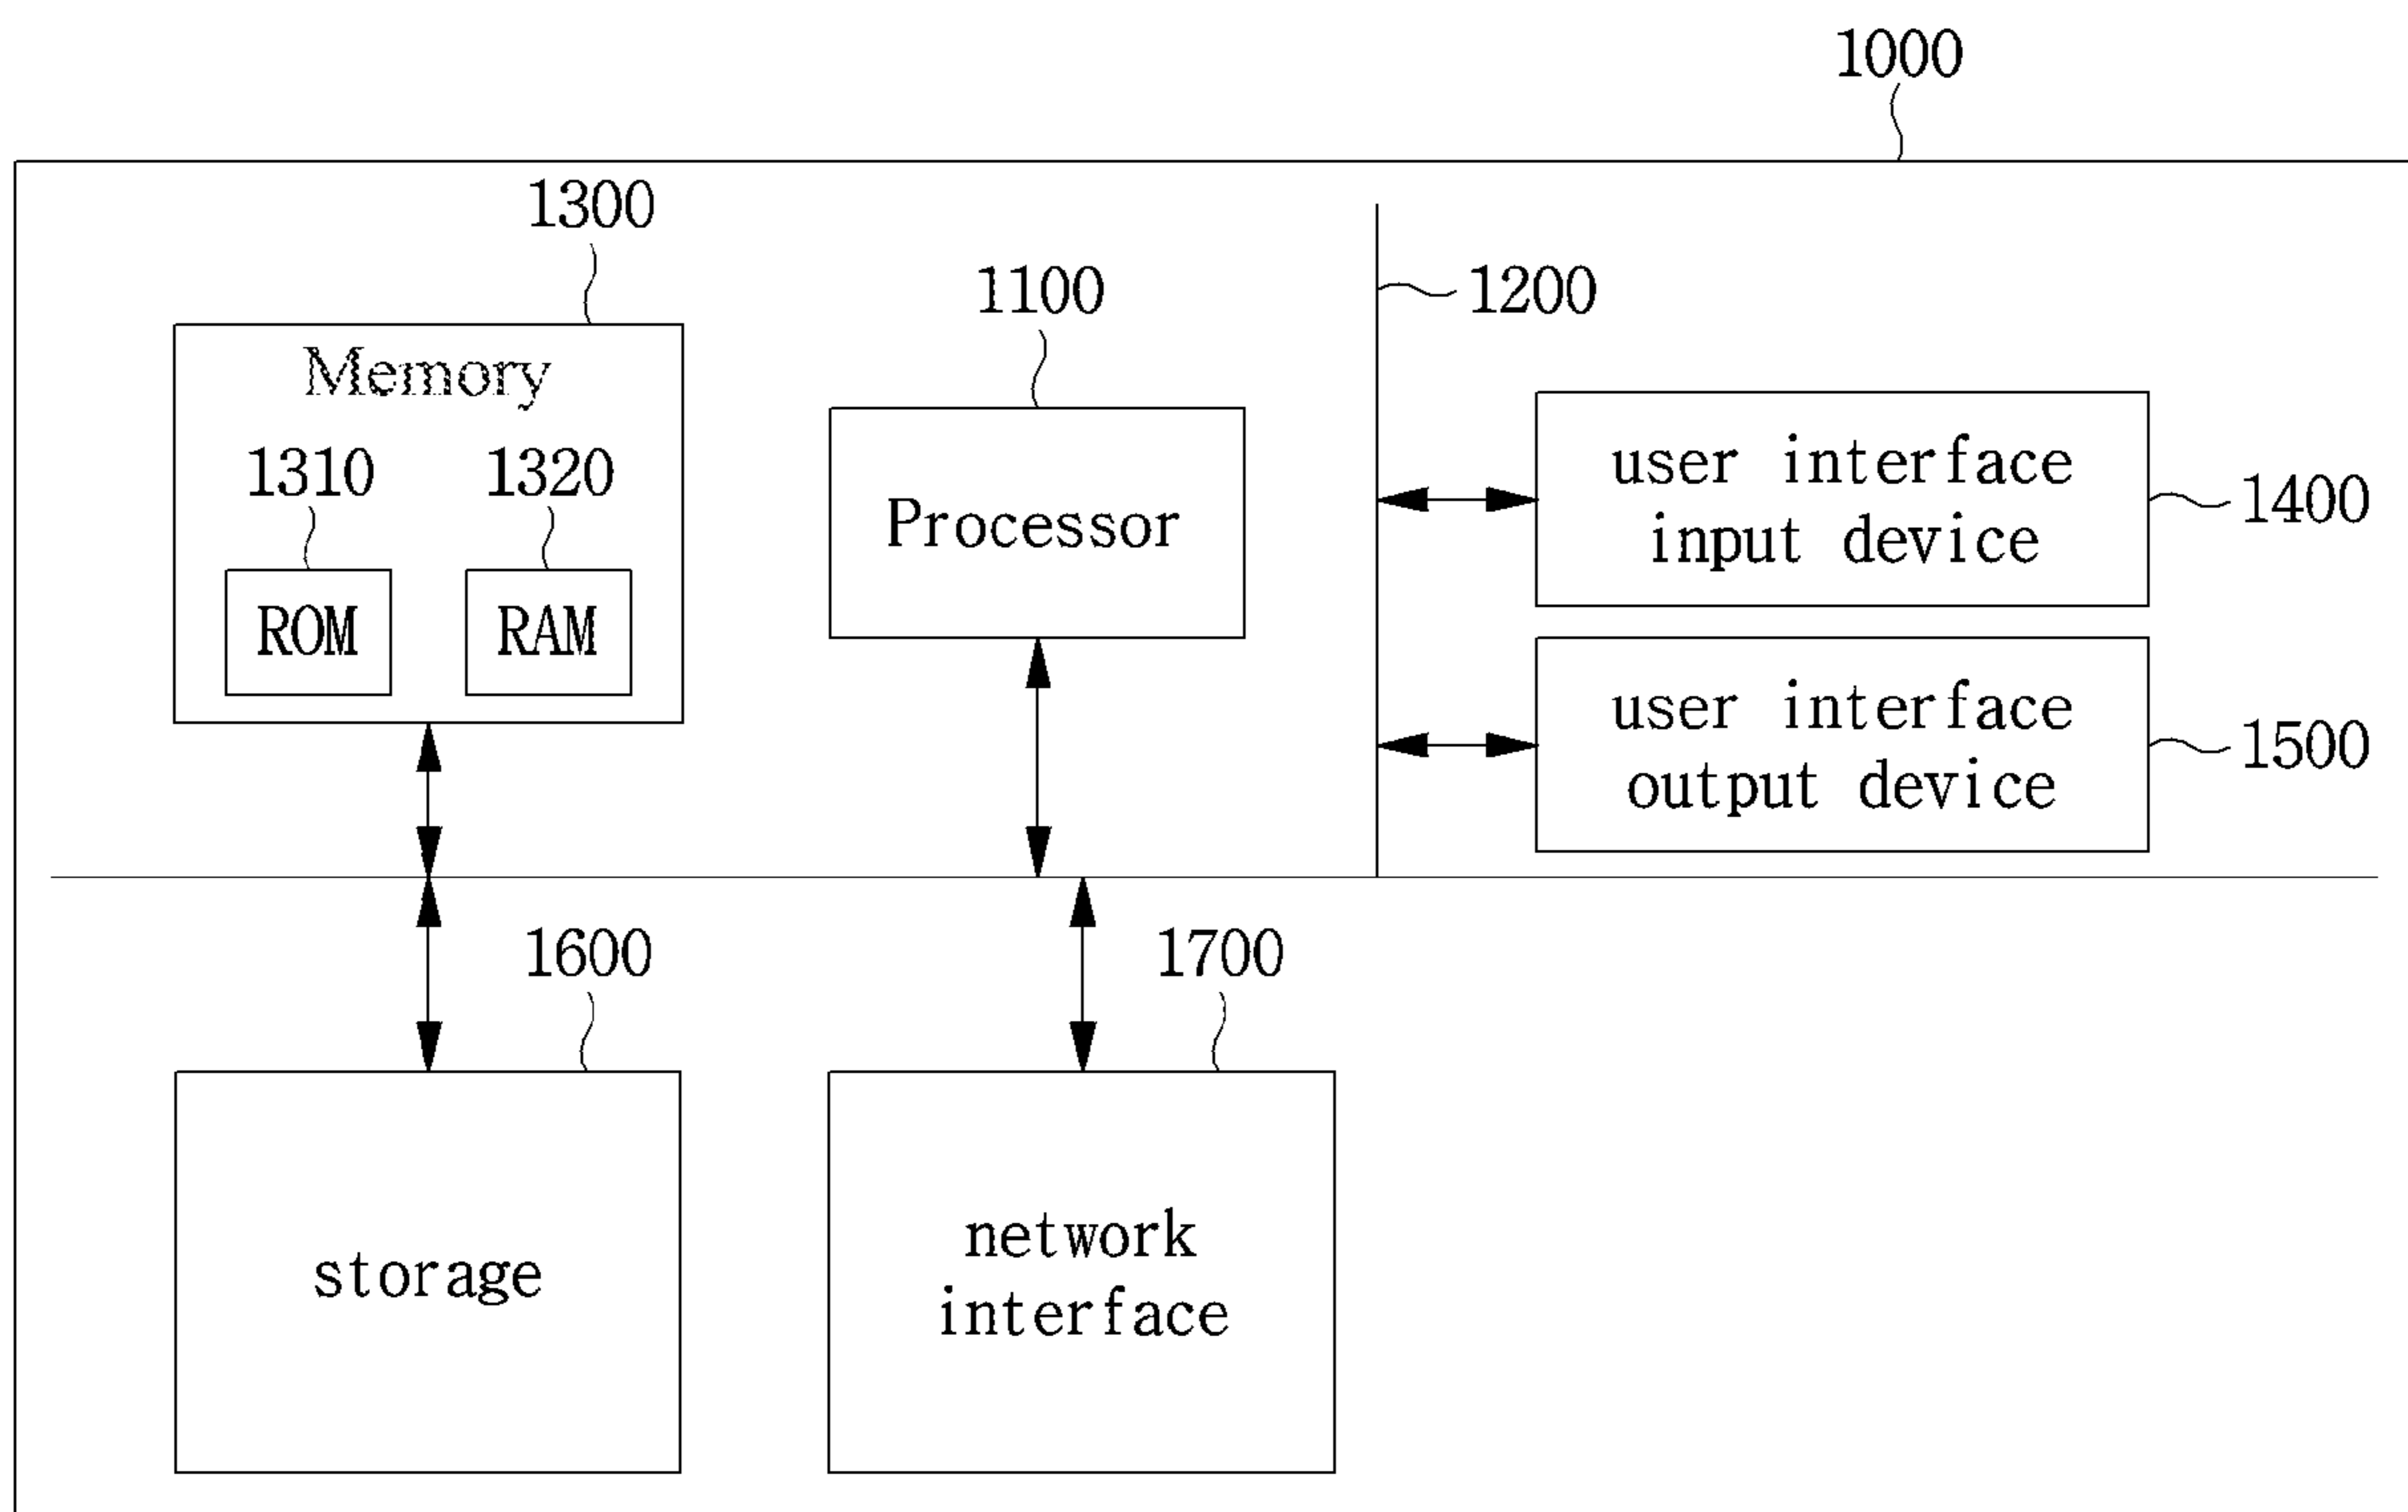 1000
1300
1100
1200
Memory
1310
1320
ROM
RAM
Processor
user interface
input device
1400
user interface
output device
1500
1600
1700
storage
network
interface